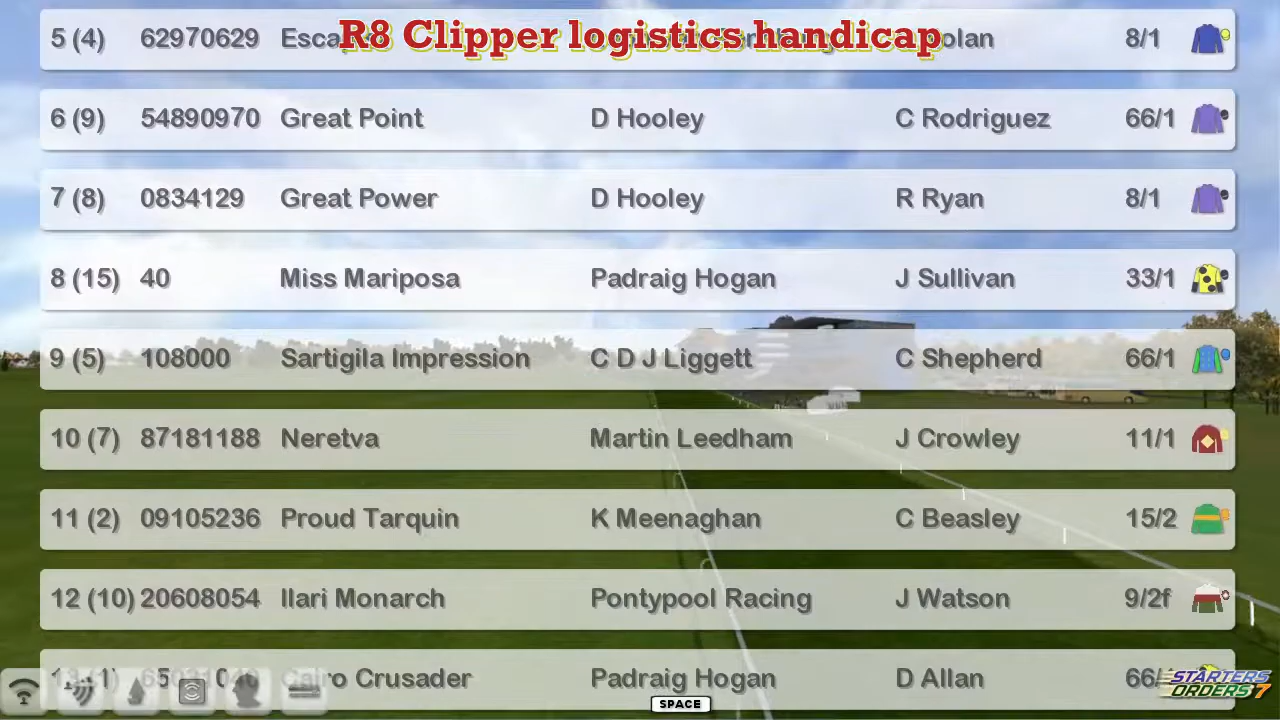 R8 Clipper logistics handicap
5 (4) 62970629 8/1
6 (9) 54890970 Great Point D Hooley C Rodriguez 66/1
7 (8) 0834129 Great Power D Hooley R Ryan 8/1
8 (15) 40 Miss Mariposa Padraig Hogan J Sullivan 33/1
9 (5) 108000 Sartigila Impression C D J Liggett C Shepherd 66/1
10 (7) 87181188 Neretva Martin Leedham J Crowley 11/1
11 (2) 09105236 Proud Tarquin K Meenaghan C Beasley 15/2
12 (10) 20608054 Ilari Monarch Pontypool Racing J Watson 9/2f
Cairo Crusader Padraig Hogan D Allan
SPACE
STARTERS
ORDERS 7